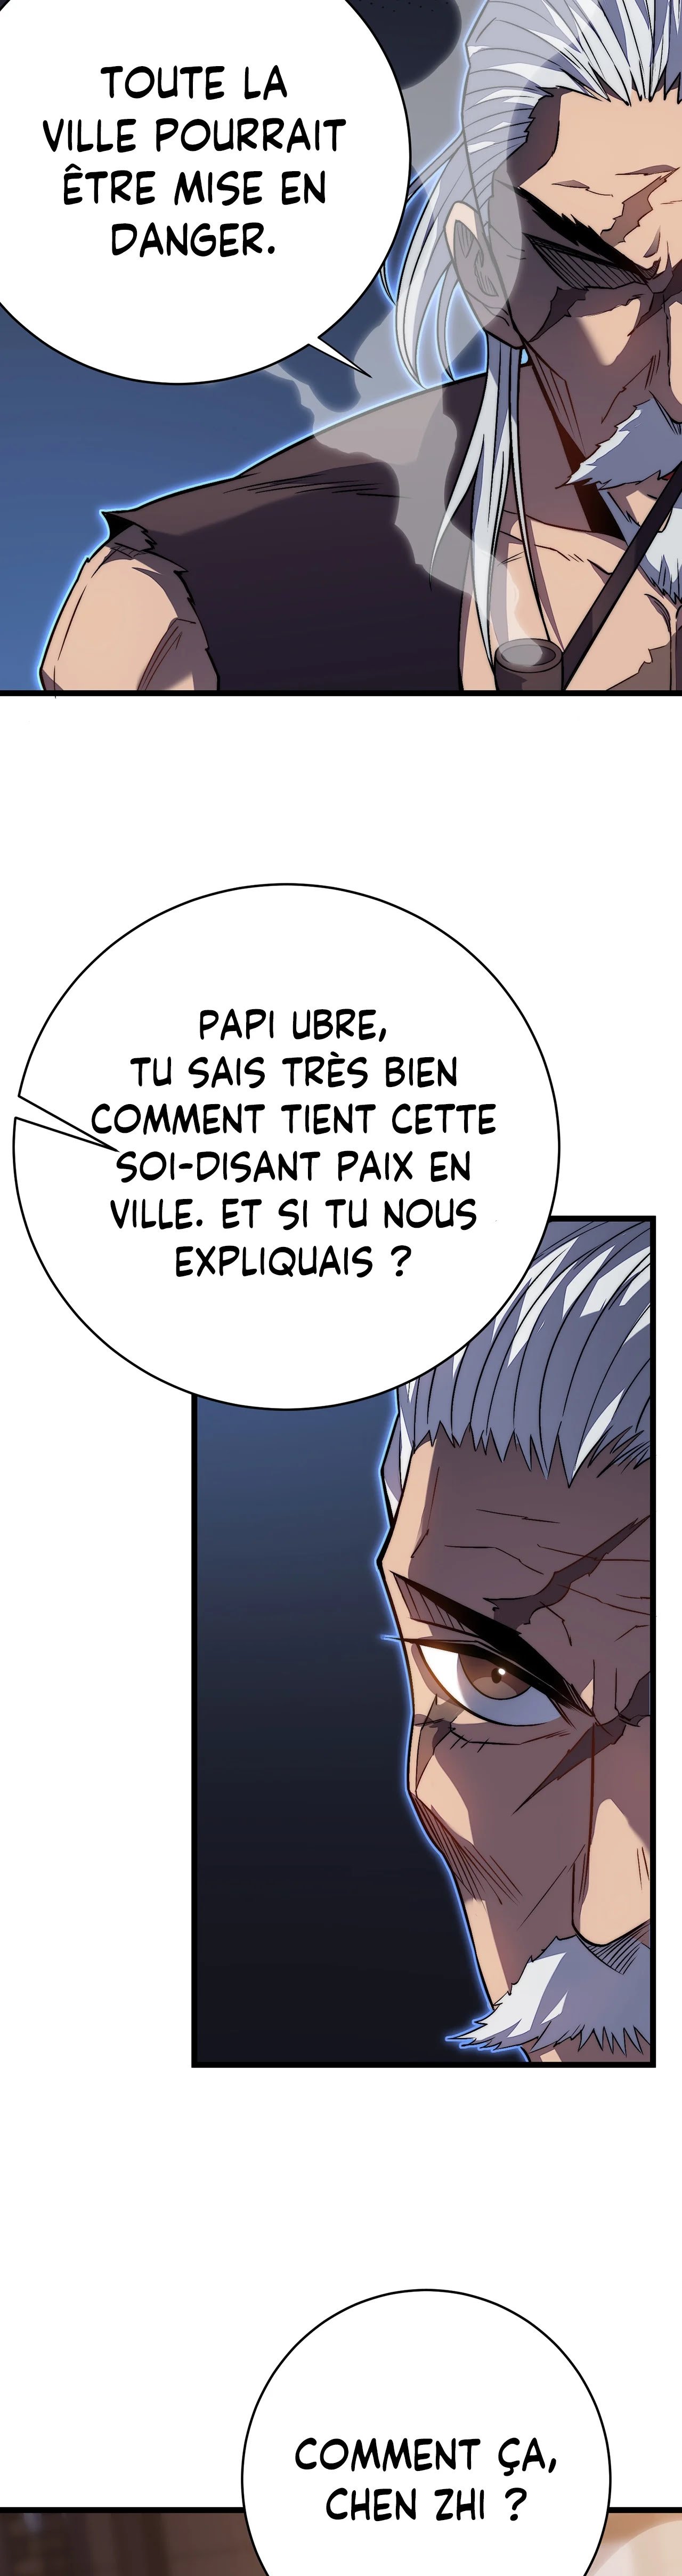 TOUTE LA
VILLE POURRAIT
ÊTRE MISE EN
DANGER.
PAPI UBRE,
TU SAIS TRÈS BIEN
COMMENT TIENT CETTE
SOI-DISANT PAIX EN
VILLE. ET SI TU NOUS
EXPLIQUAIS ?
COMMENT ÇA,
CHEN ZHI ?